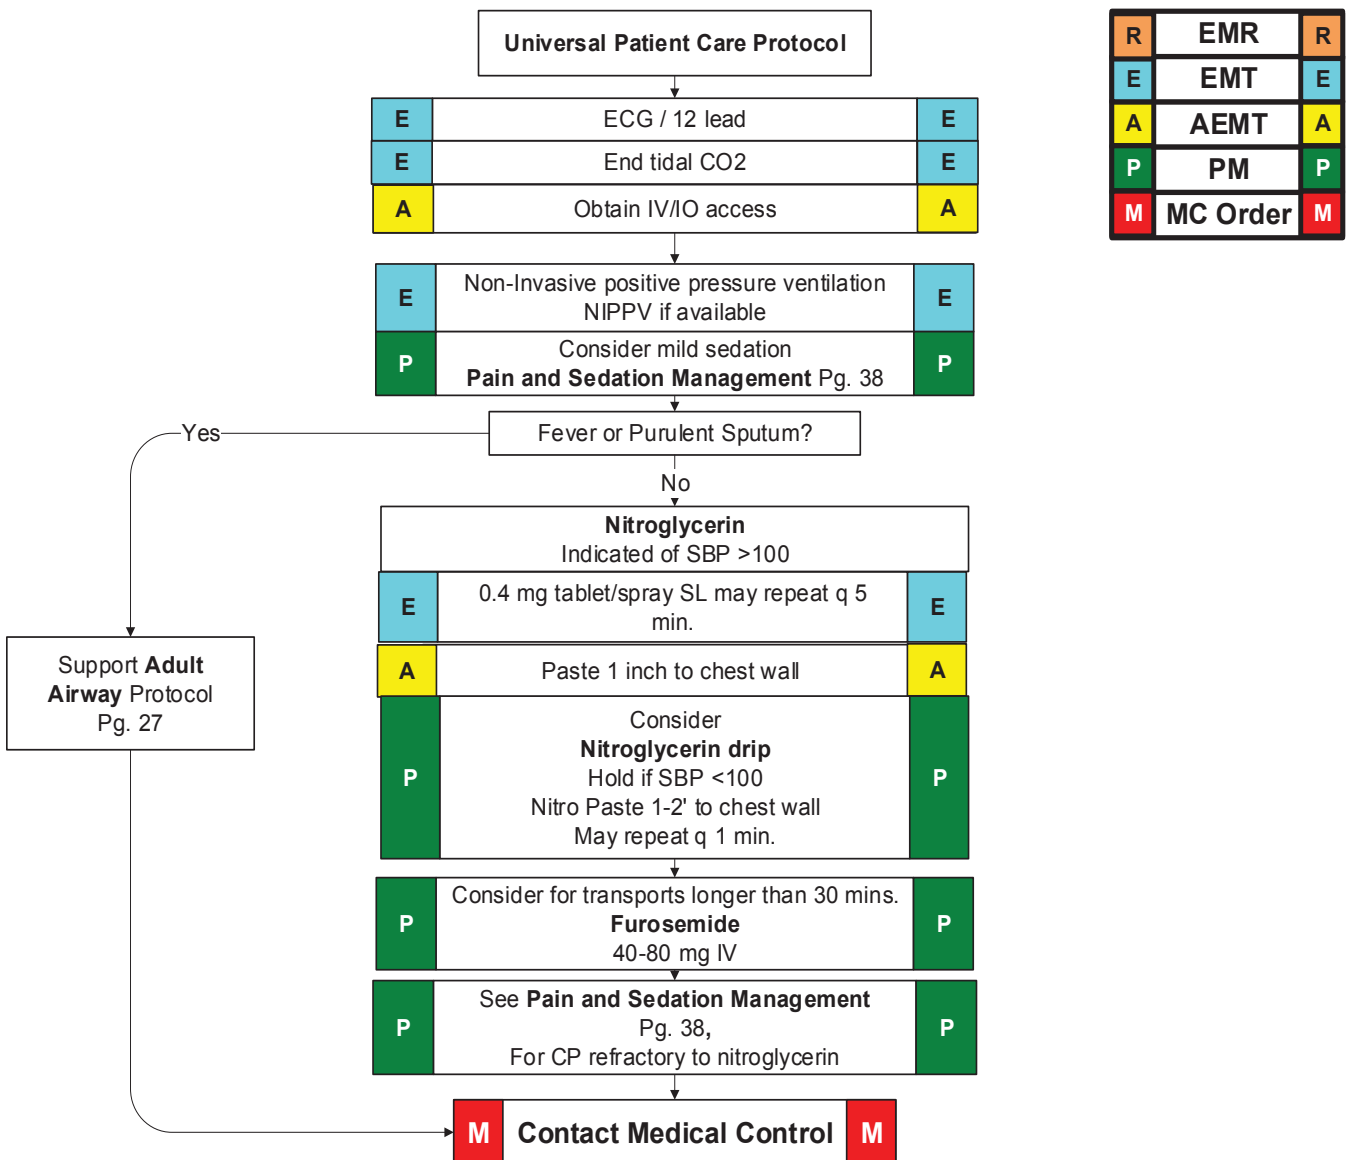 Universal Patient Care Protocol
R EMR R
E EMT E
A AEMT A
P PM P
M MC Order M
E ECG / 12 lead E
E End tidal CO2 E
A Obtain IV/IO access A
Non-Invasive positive pressure ventilation
E E
NIPPV if available
Consider mild sedation
P P
Pain and Sedation Management Pg. 38
Yes
Fever or Purulent Sputum?
No
Nitroglycerin
Indicated of SBP >100
0.4 mg tablet/spray SL may repeat q 5
E E
min.
Support Adult
Airway Protocol
Pg. 27
A Paste 1 inch to chest wall A
Consider
Nitroglycerin drip
P Hold if SBP <100 P
Nitro Paste 1-2' to chest wall
May repeat q 1 min.
Consider for transports longer than 30 mins.
P Furosemide P
40-80 mg IV
See Pain and Sedation Management
P Pg. 38, P
For CP refractory to nitroglycerin
M Contact Medical Control M